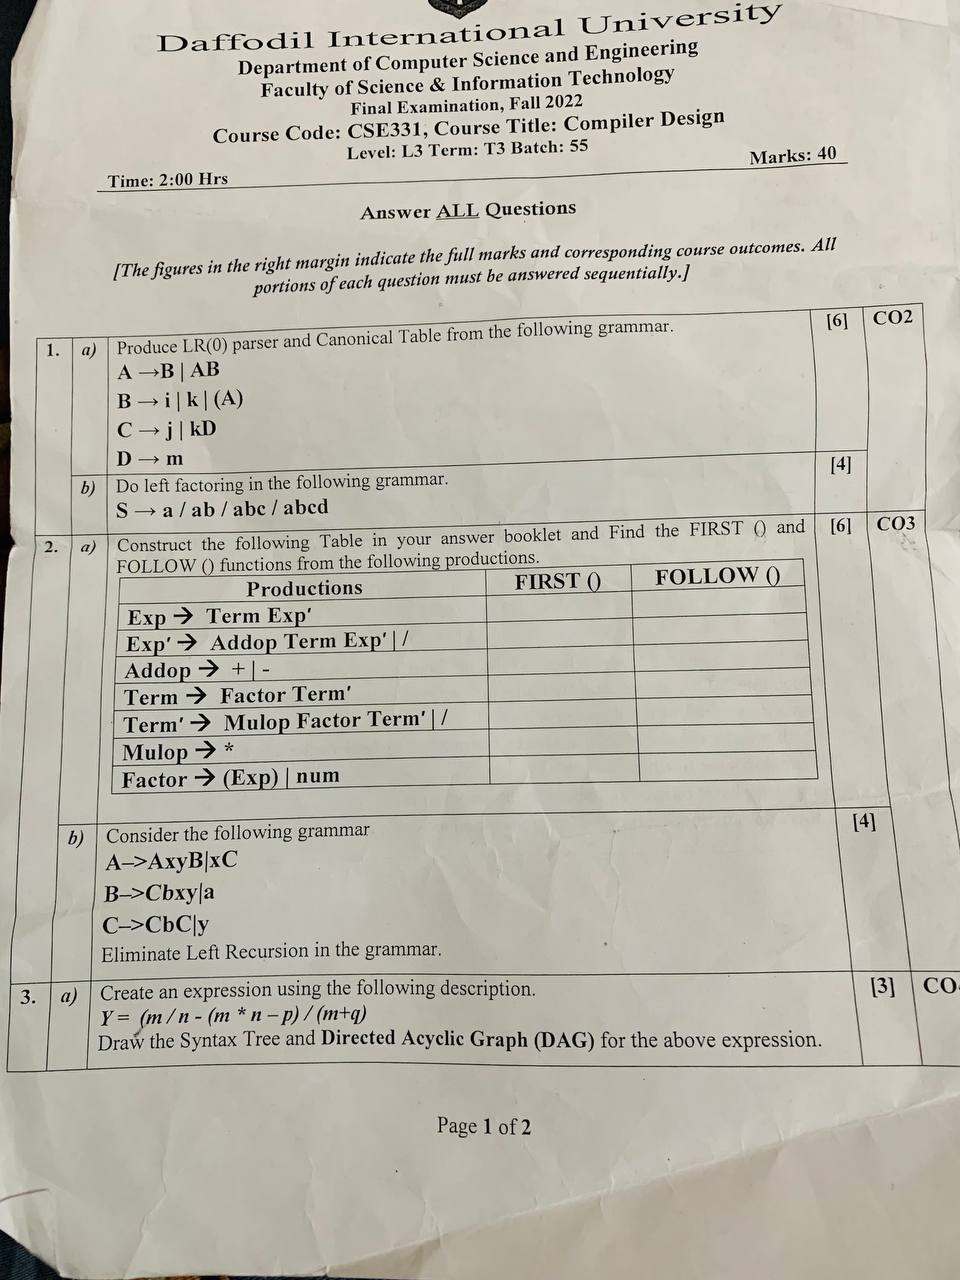 Daffodil International University
Department of Computer Science and Engineering
Faculty of Science & Information Technology
Final Examination, Fall 2022
Course Code: CSE331, Course Title: Compiler Design
Level: L3 Term: T3 Batch: 55
Time: 2:00 Hrs Marks: 40
Answer ALL Questions
[The figures in the right margin indicate the full marks and corresponding course outcomes. All
portions of each question must be answered sequentially.]
1. a) Produce LR(0) parser and Canonical Table from the following grammar. [6] CO2
A →B | AB
B → i | k | (A)
C → j | kD
D → m
b) Do left factoring in the following grammar. [4]
S → a / ab / abc / abcd
2. a) Construct the following Table in your answer booklet and Find the FIRST () and [6] CO3
FOLLOW () functions from the following productions.
Productions FIRST () FOLLOW ()
Exp → Term Exp'
Exp' → Addop Term Exp' | /
Addop → + | -
Term → Factor Term'
Term' → Mulop Factor Term' | /
Mulop → *
Factor → (Exp) | num
b) Consider the following grammar [4]
A–>AxyB|xC
B–>Cbxy|a
C–>CbC|y
Eliminate Left Recursion in the grammar.
3. a) Create an expression using the following description. [3] CO
Y = (m / n - (m * n – p) / (m+q)
Draw the Syntax Tree and Directed Acyclic Graph (DAG) for the above expression.
Page 1 of 2